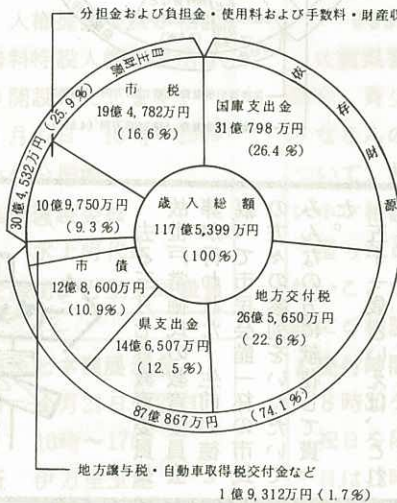 分担金および負担金・使用料および手数料・財産収
自主財源
30億4,532万円(25.9%)
市税
19億4,782万円
(16.6%)
依存財源
国庫支出金
31億798万円
(26.4%)
10億9,750万円
(9.3%)
歳入総額
117億5,399万円
(100%)
市債
12億8,600万円
(10.9%)
地方交付税
26億5,650万円
(22.6%)
県支出金
14億6,507万円
(12.5%)
87億867万円
(74.1%)
地方譲与税・自動車取得税交付金など
1億9,312万円(1.7%)